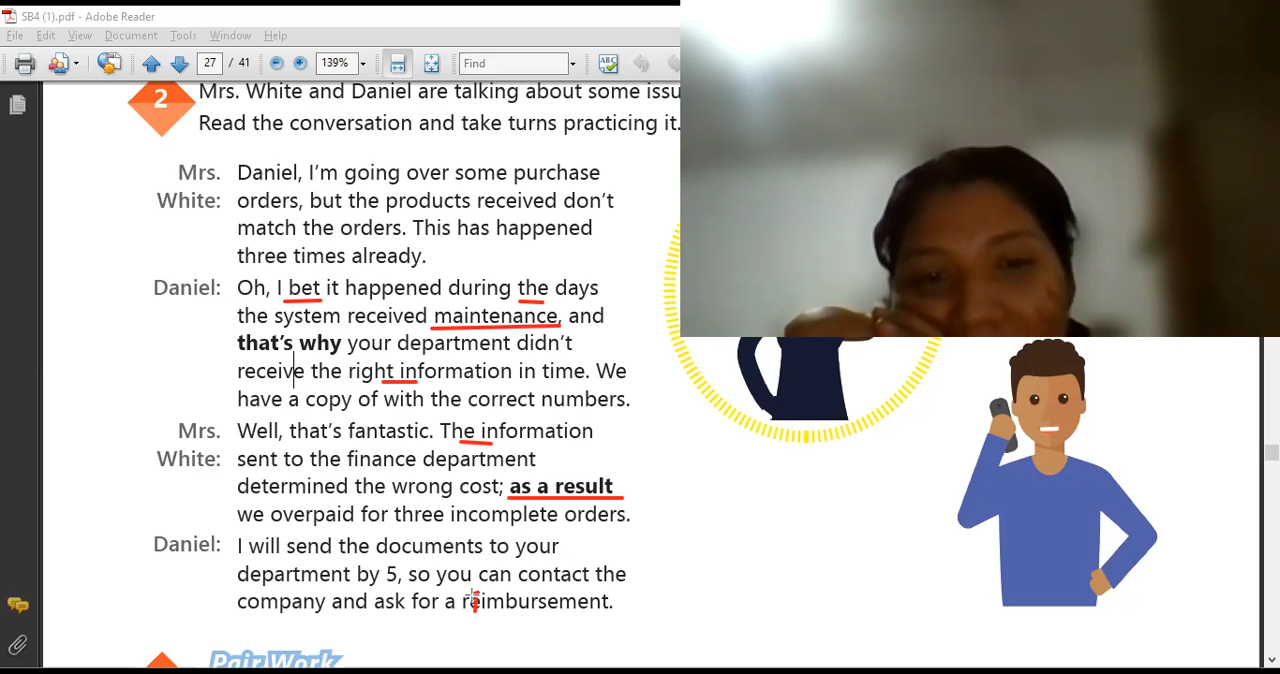 SB4 (1).pdf - Adobe Reader
File Edit View Document Tools Window Help
27 / 41 139% Find
2 Mrs. White and Daniel are talking about some issu
Read the conversation and take turns practicing it.
Mrs. Daniel, I'm going over some purchase
White: orders, but the products received don't
match the orders. This has happened
three times already.
Daniel: Oh, I bet it happened during the days
the system received maintenance, and
that's why your department didn't
receive the right information in time. We
have a copy of with the correct numbers.
Mrs. Well, that's fantastic. The information
White: sent to the finance department
determined the wrong cost; as a result
we overpaid for three incomplete orders.
Daniel: I will send the documents to your
department by 5, so you can contact the
company and ask for a reimbursement.
Pair Work